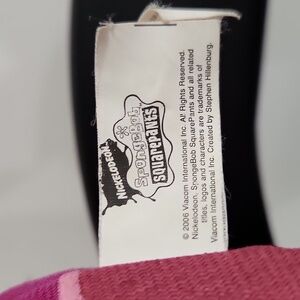 NICKELODEON
SpongeBob
SQUAREPANTS
© 2006 Viacom International Inc. All Rights Reserved.
Nickelodeon, SpongeBob SquarePants and all related
titles, logos and characters are trademarks of
Viacom International Inc. Created by Stephen Hillenburg.